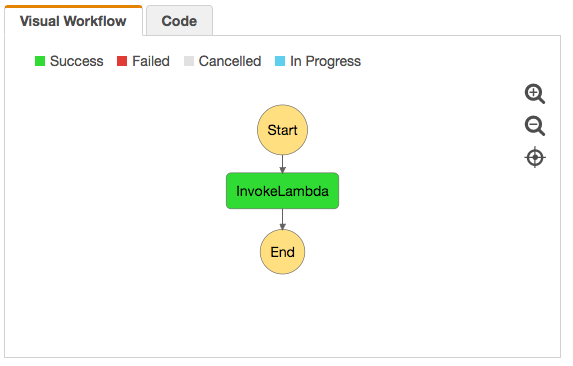 Visual Workflow Code
Success Failed Cancelled In Progress
Start
InvokeLambda
End